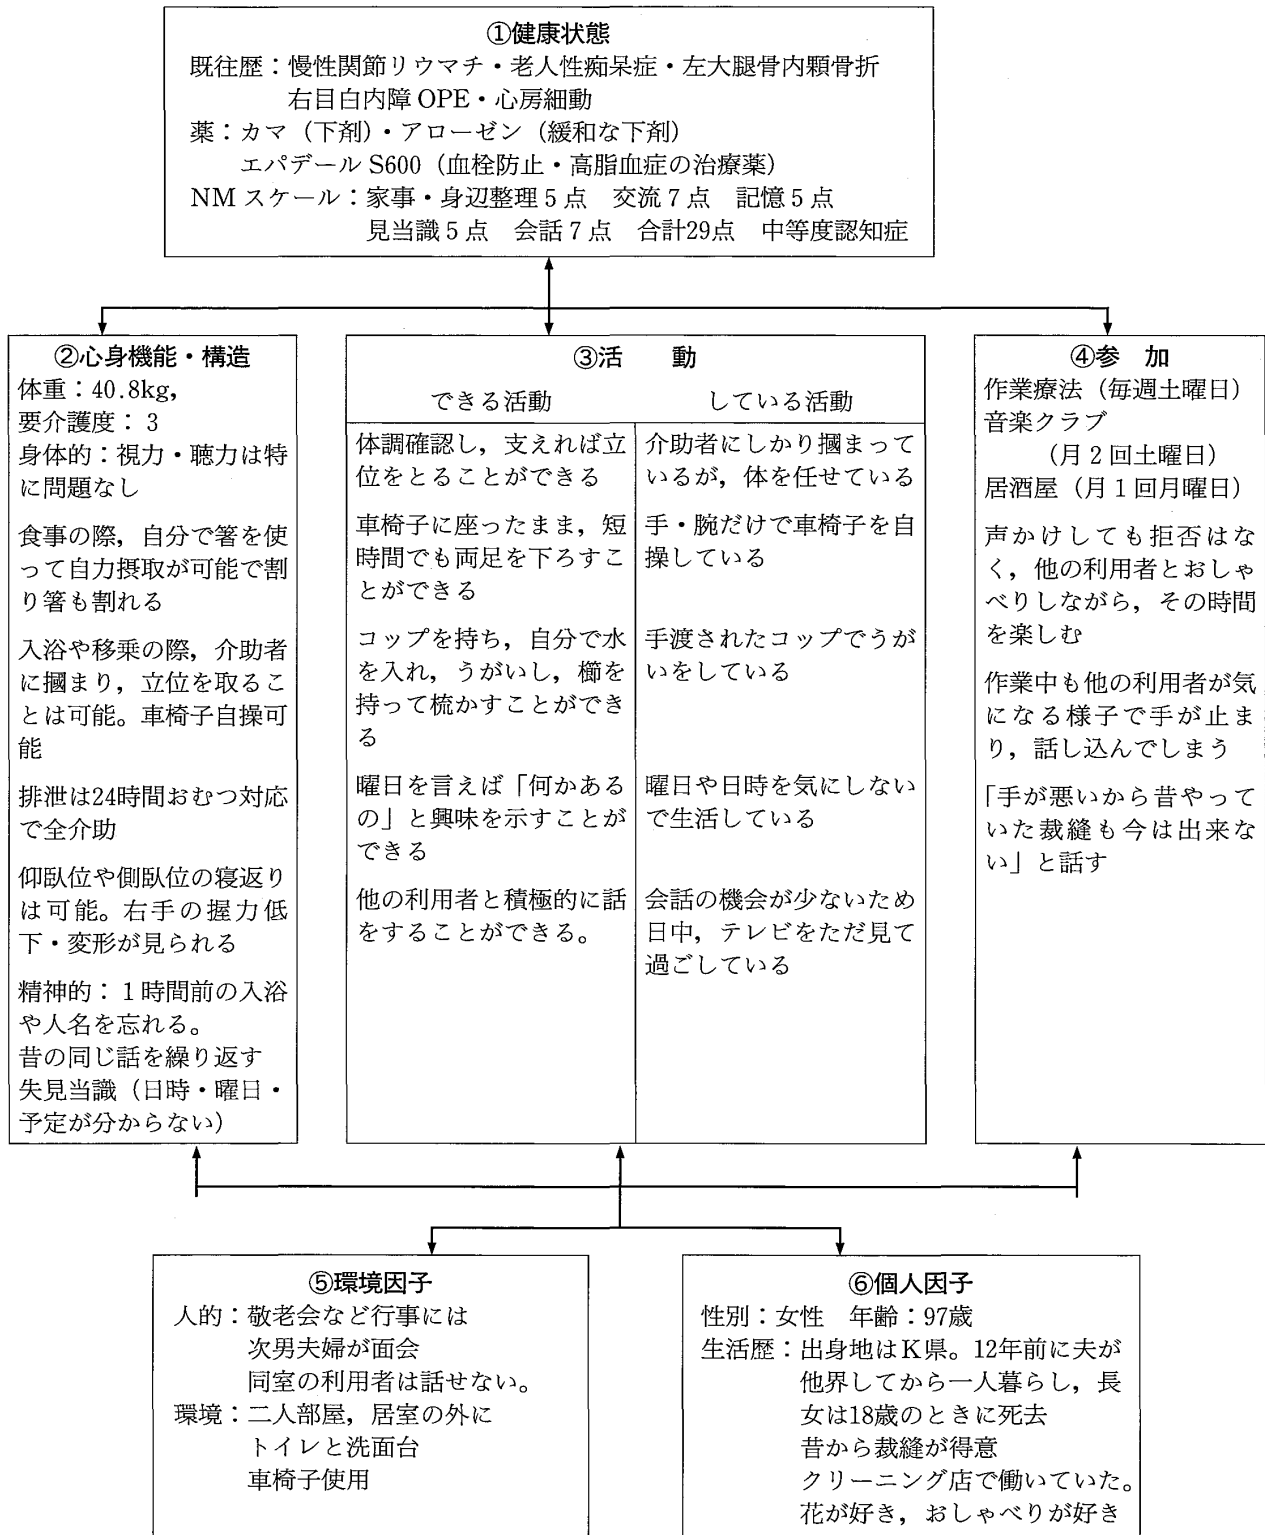 ①健康状態
既往歴：慢性関節リウマチ・老人性痴呆症・左大腿骨内顆骨折
右目白内障 OPE・心房細動
薬：カマ（下剤）・アローゼン（緩和な下剤）
エパデール S600（血栓防止・高脂血症の治療薬）
NM スケール：家事・身辺整理 5 点　交流 7 点　記憶 5 点
見当識 5 点　会話 7 点　合計29点　中等度認知症
②心身機能・構造
体重：40.8kg，
要介護度：3
身体的：視力・聴力は特
に問題なし
食事の際，自分で箸を使
って自力摂取が可能で割
り箸も割れる
入浴や移乗の際，介助者
に摑まり，立位を取るこ
とは可能。車椅子自操可
能
排泄は24時間おむつ対応
で全介助
仰臥位や側臥位の寝返り
は可能。右手の握力低
下・変形が見られる
精神的：1時間前の入浴
や人名を忘れる。
昔の同じ話を繰り返す
失見当識（日時・曜日・
予定が分からない）
③活　動
できる活動
体調確認し，支えれば立
位をとることができる
車椅子に座ったまま，短
時間でも両足を下ろすこ
とができる
コップを持ち，自分で水
を入れ，うがいし，櫛を
持って梳かすことができ
る
曜日を言えば「何かある
の」と興味を示すことが
できる
他の利用者と積極的に話
をすることができる。
している活動
介助者にしかり摑まって
いるが，体を任せている
手・腕だけで車椅子を自
操している
手渡されたコップでうが
いをしている
曜日や日時を気にしない
で生活している
会話の機会が少ないため
日中，テレビをただ見て
過ごしている
④参　加
作業療法（毎週土曜日）
音楽クラブ
（月 2 回土曜日）
居酒屋（月 1 回月曜日）
声かけしても拒否はな
く，他の利用者とおしゃ
べりしながら，その時間
を楽しむ
作業中も他の利用者が気
になる様子で手が止ま
り，話し込んでしまう
「手が悪いから昔やって
いた裁縫も今は出来な
い」と話す
⑤環境因子
人的：敬老会など行事には
次男夫婦が面会
同室の利用者は話せない。
環境：二人部屋，居室の外に
トイレと洗面台
車椅子使用
⑥個人因子
性別：女性　年齢：97歳
生活歴：出身地はK県。12年前に夫が
他界してから一人暮らし，長
女は18歳のときに死去
昔から裁縫が得意
クリーニング店で働いていた。
花が好き，おしゃべりが好き